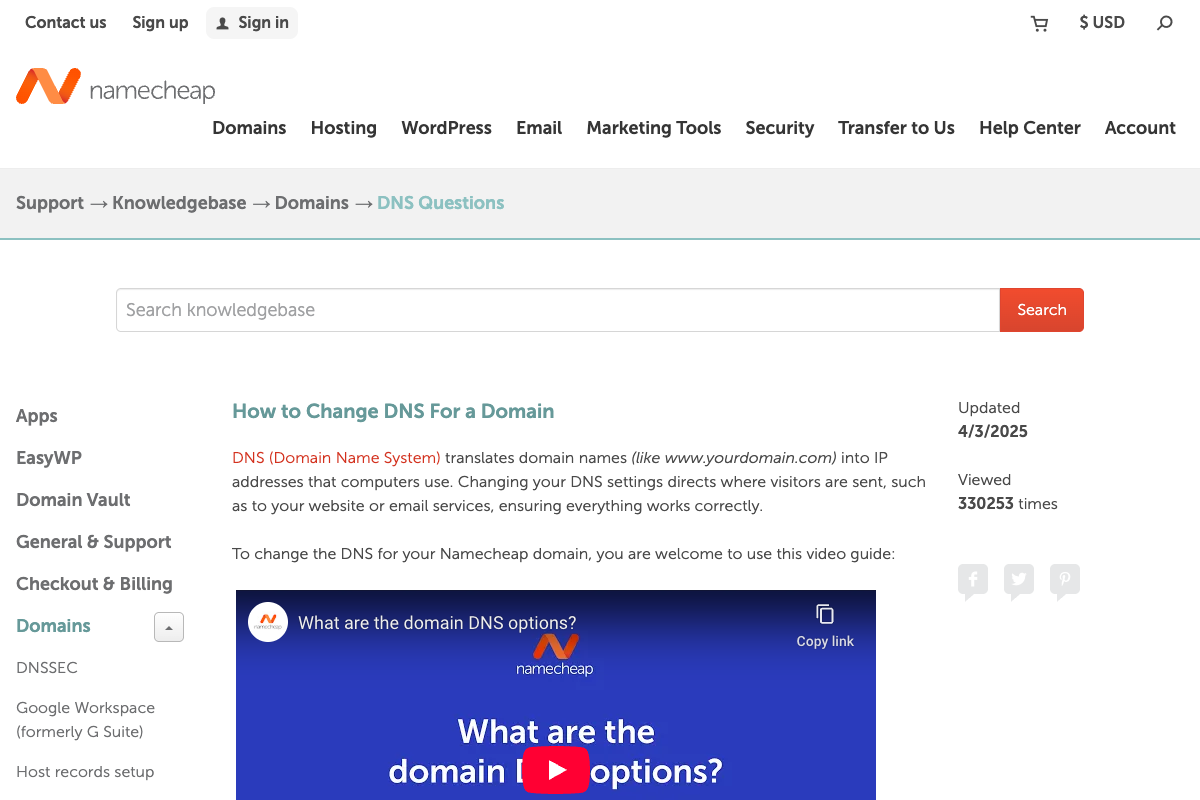 Contact us Sign up Sign in $ USD
namecheap
Domains Hosting WordPress Email Marketing Tools Security Transfer to Us Help Center Account
Support → Knowledgebase → Domains → DNS Questions
Search knowledgebase Search
Apps
EasyWP
Domain Vault
General & Support
Checkout & Billing
Domains
DNSSEC
Google Workspace
(formerly G Suite)
Host records setup
How to Change DNS For a Domain
DNS (Domain Name System) translates domain names (like www.yourdomain.com) into IP
addresses that computers use. Changing your DNS settings directs where visitors are sent, such
as to your website or email services, ensuring everything works correctly.
To change the DNS for your Namecheap domain, you are welcome to use this video guide:
namecheap
What are the domain DNS options?
Copy link
namecheap
What are the
domain options?
Updated
4/3/2025
Viewed
330253 times